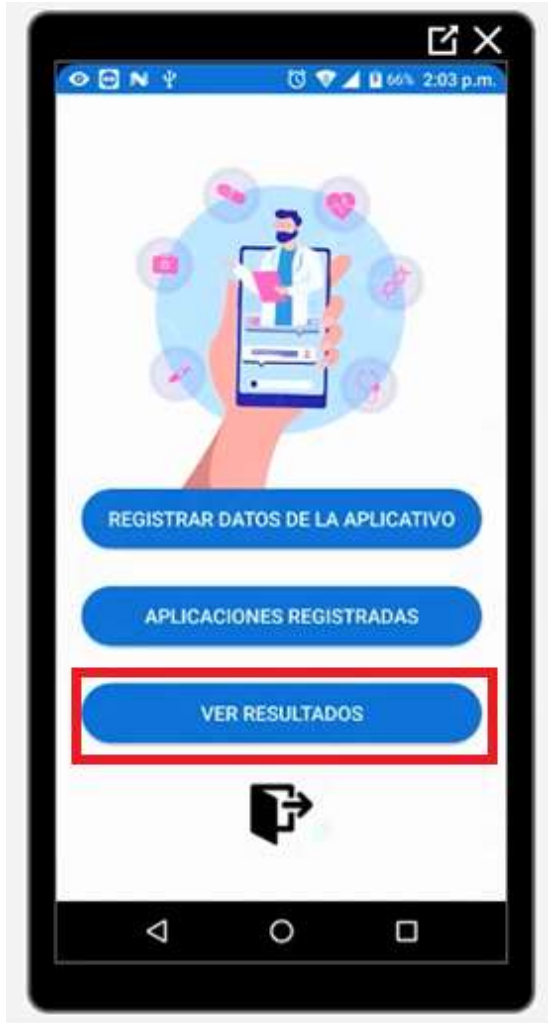 66% 2:03 p.m.
REGISTRAR DATOS DE LA APLICATIVO
APLICACIONES REGISTRADAS
VER RESULTADOS